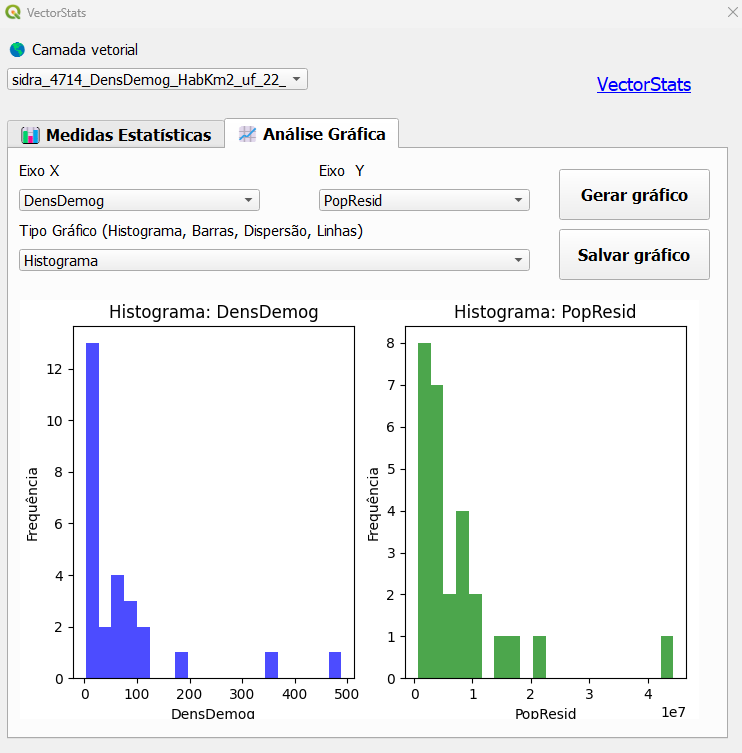 VectorStats
Camada vetorial
sidra_4714_DensDemog_HabKm2_uf_22_
VectorStats
Medidas Estatísticas
Análise Gráfica
Eixo X
Eixo Y
DensDemog
PopResid
Gerar gráfico
Tipo Gráfico (Histograma, Barras, Dispersão, Linhas)
Histograma
Salvar gráfico
Histograma: DensDemog
Frequência
12
10
8
6
4
2
0
0 100 200 300 400 500
DensDemog
Histograma: PopResid
Frequência
8
7
6
5
4
3
2
1
0
0 1 2 3 4
1e7
PopResid